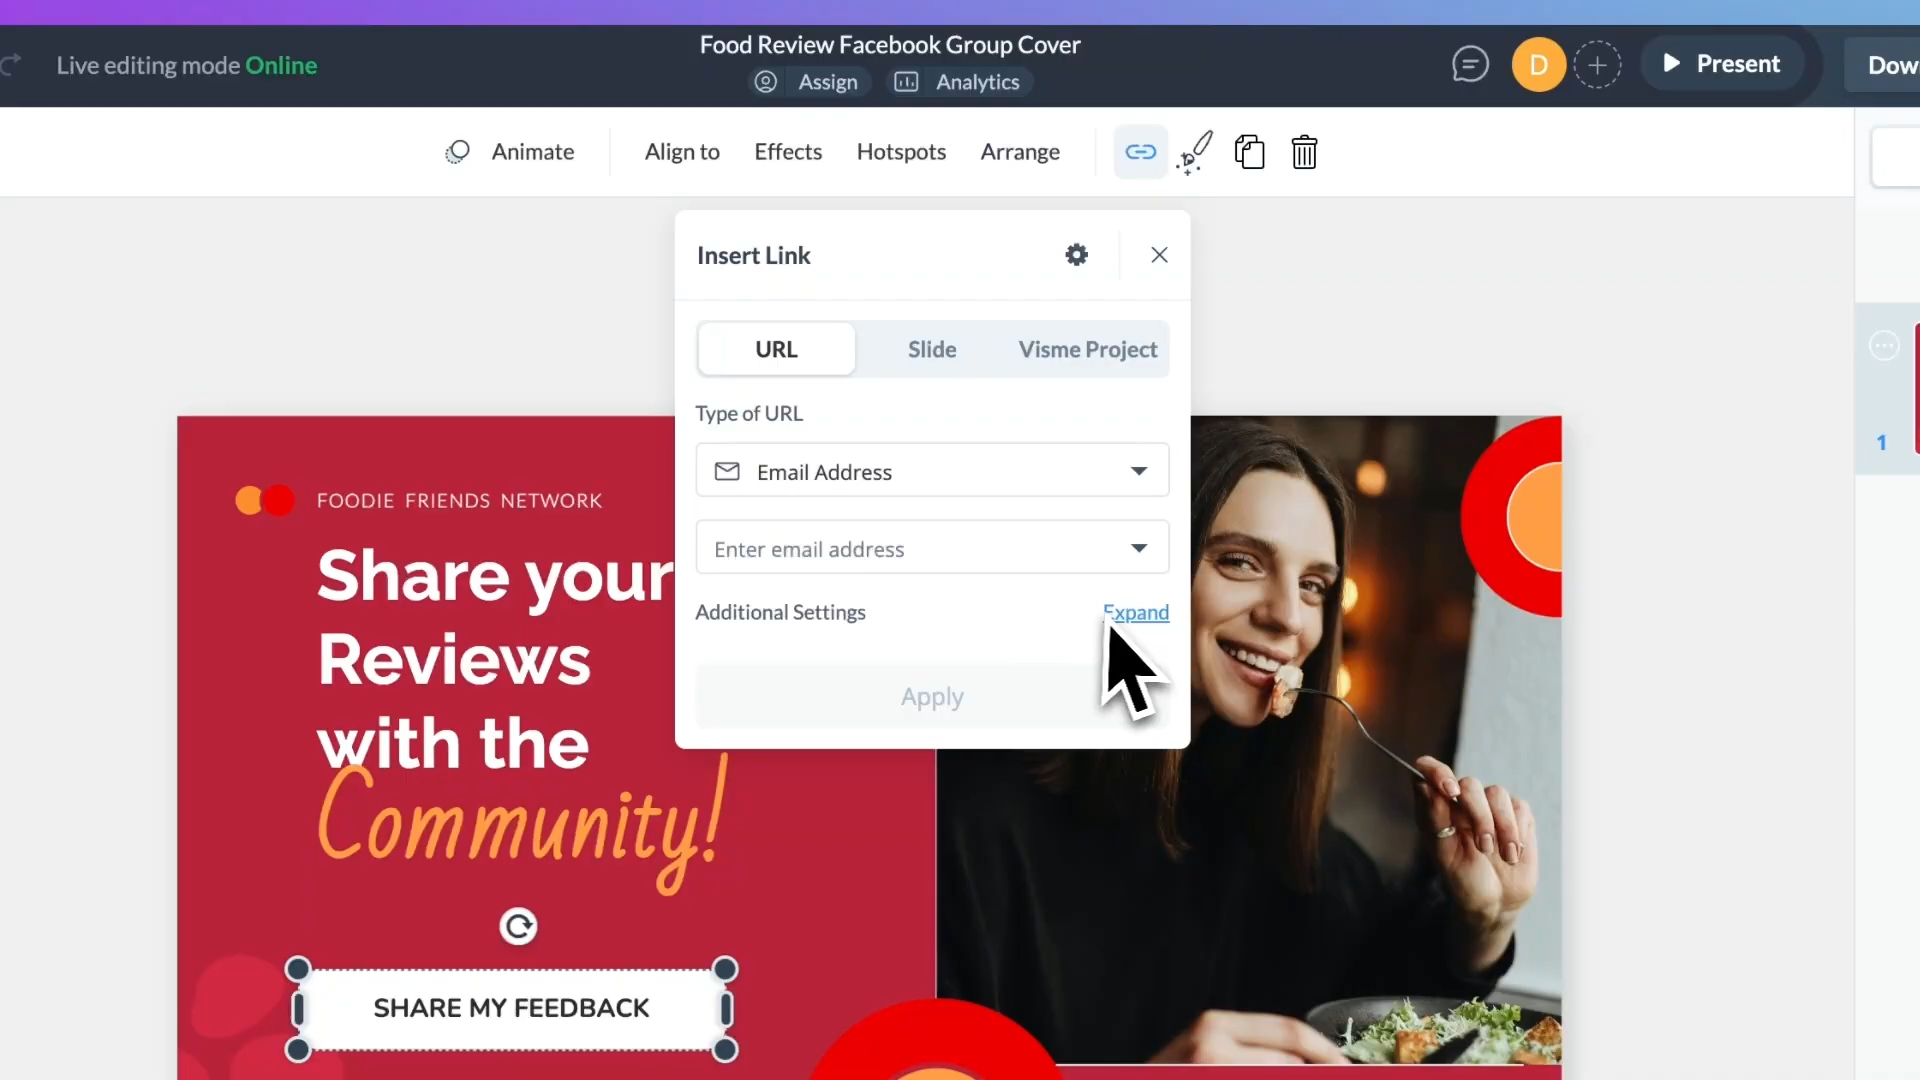 Food Review Facebook Group Cover
Live editing mode Online
Assign
Analytics
D
Present
Dow
Animate
Align to
Effects
Hotspots
Arrange
Insert Link
URL
Slide
Visme Project
Type of URL
Email Address
Enter email address
Additional Settings
Expand
Apply
1
FOODIE FRIENDS NETWORK
Share your
Reviews
with the
Community!
SHARE MY FEEDBACK